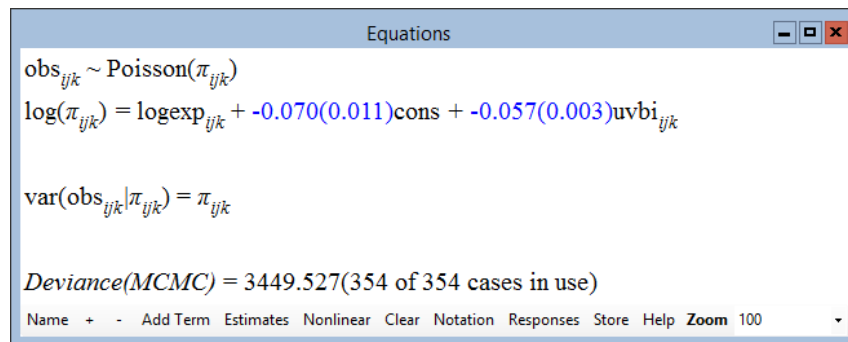 Equations
obs_ijk ~ Poisson(π_ijk)
log(π_ijk) = logexp_ijk + -0.070(0.011)cons + -0.057(0.003)uvbi_ijk
var(obs_ijk|π_ijk) = π_ijk
Deviance(MCMC) = 3449.527(354 of 354 cases in use)
Name + - Add Term Estimates Nonlinear Clear Notation Responses Store Help Zoom 100